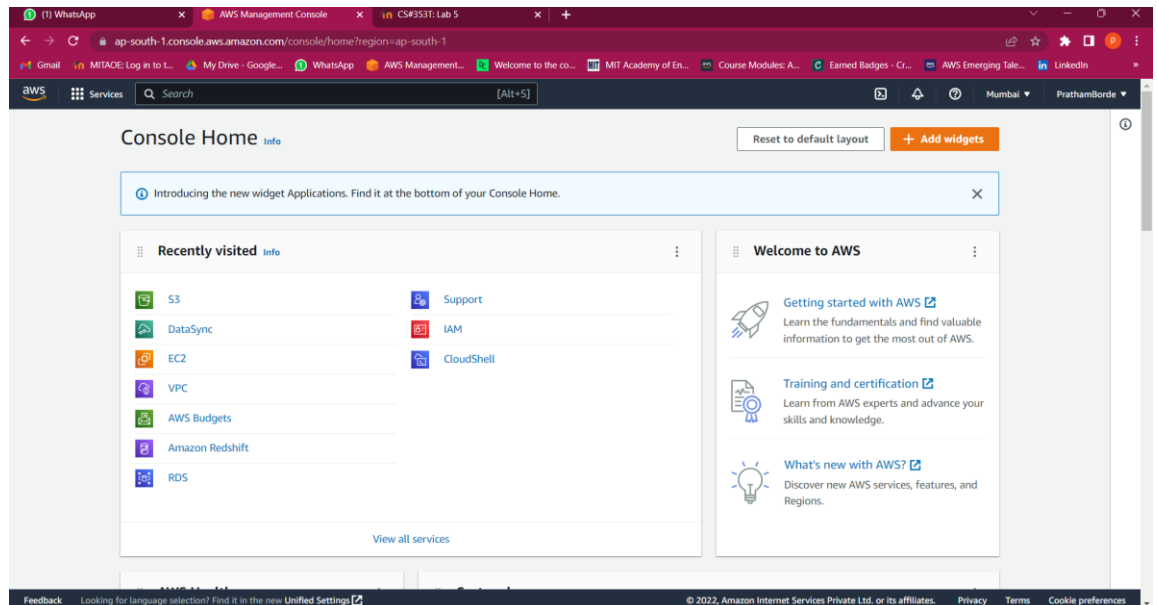 (1) WhatsApp
AWS Management Console
CS#353T: Lab 5
ap-south-1.console.aws.amazon.com/console/home?region=ap-south-1
Gmail
MITAOE: Log in to t...
My Drive - Google...
WhatsApp
AWS Management...
Welcome to the co...
MIT Academy of En...
Course Modules: A...
Earned Badges - Cr...
AWS Emerging Tale...
LinkedIn
aws
Services
Search
[Alt+S]
Mumbai
PrathamBorde
Console Home Info
Reset to default layout
+ Add widgets
Introducing the new widget Applications. Find it at the bottom of your Console Home.
Recently visited Info
S3
DataSync
EC2
VPC
AWS Budgets
Amazon Redshift
RDS
Support
IAM
CloudShell
View all services
Welcome to AWS
Getting started with AWS
Learn the fundamentals and find valuable
information to get the most out of AWS.
Training and certification
Learn from AWS experts and advance your
skills and knowledge.
What's new with AWS?
Discover new AWS services, features, and
Regions.
Feedback
Looking for language selection? Find it in the new Unified Settings
© 2022, Amazon Internet Services Private Ltd. or its affiliates.
Privacy
Terms
Cookie preferences